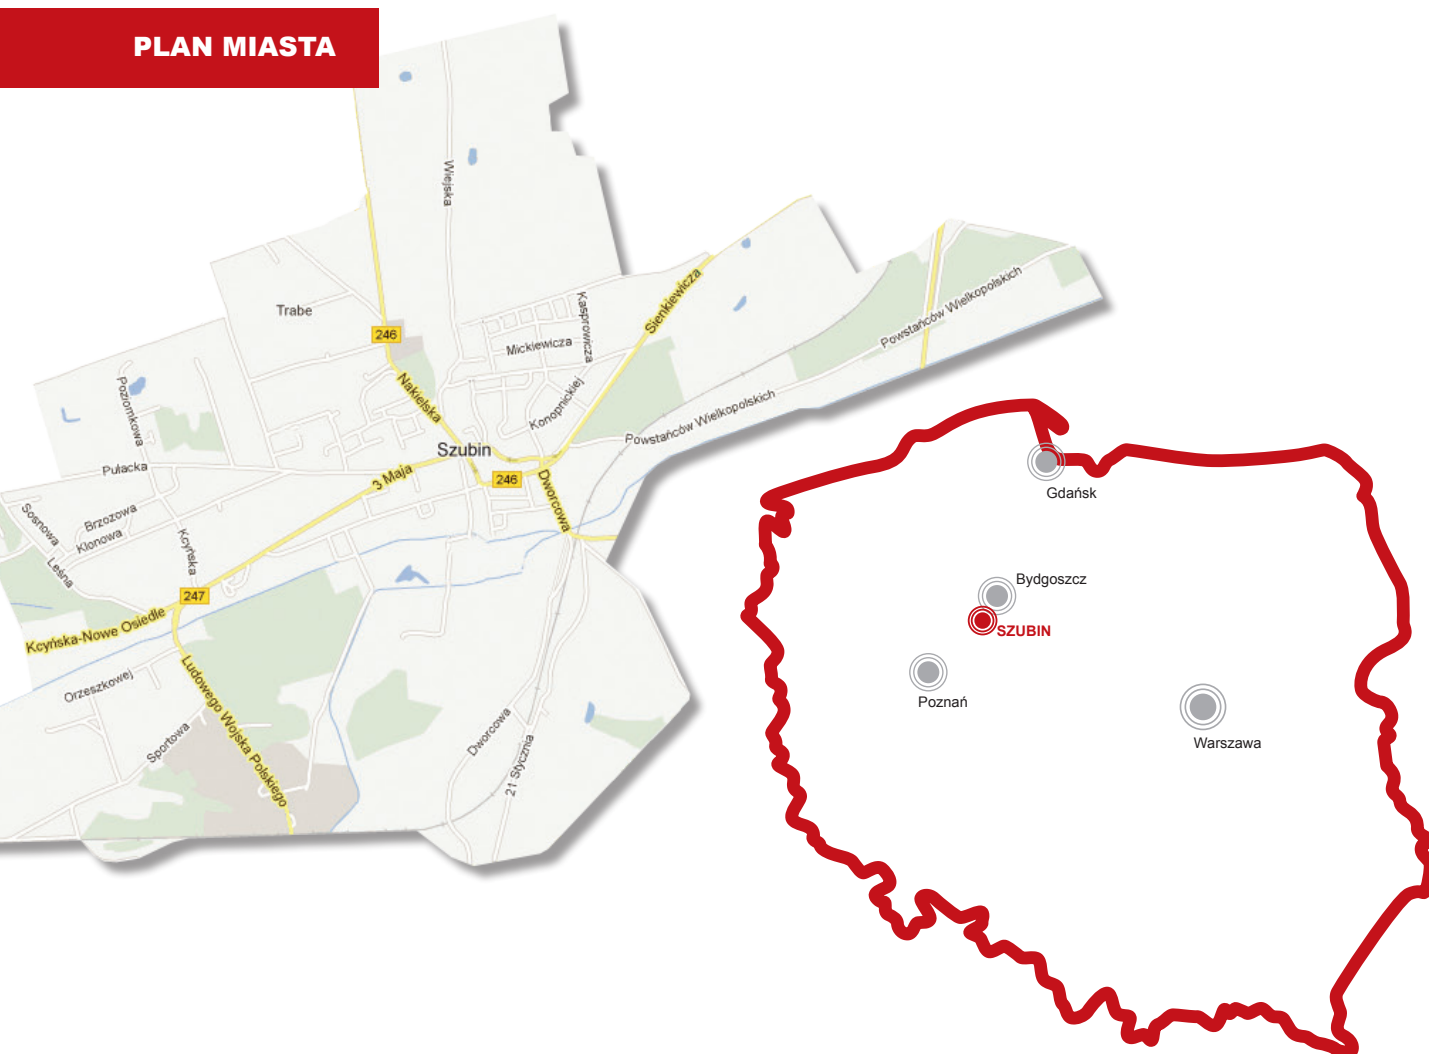 PLAN MIASTA
Wiejska
Trabe
246
Kasprowicza
Sienkiewicza
Mickiewicza
Powstańców Wielkopolskich
Poziomkowa
Nakielska
Konopnickiej
Powstańców Wielkopolskich
Szubin
Pułacka
3 Maja
246
Dworcowa
Sosnowa
Brzozowa
Klonowa
Kcyńska
Leśna
247
Kcyńska-Nowe Osiedle
Orzeszkowej
Ludowego Wojska Polskiego
Sportowa
Dworcowa
21 Stycznia
Gdańsk
Bydgoszcz
SZUBIN
Poznań
Warszawa